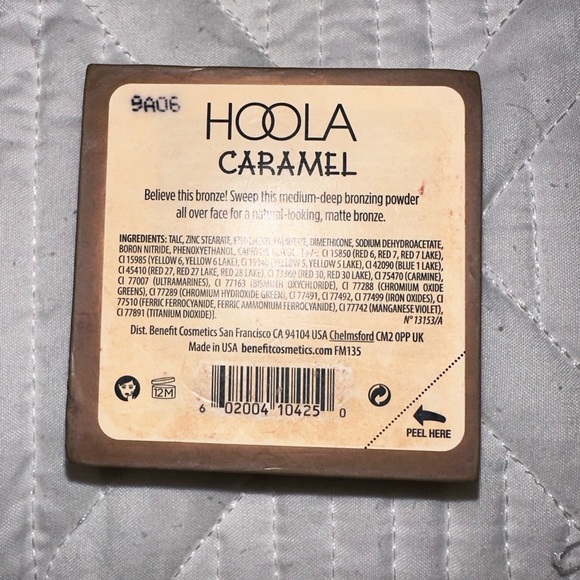 9A06
HOOLA
CARAMEL
Believe this bronze! Sweep this medium-deep bronzing powder
all over face for a natural-looking, matte bronze.
INGREDIENTS: TALC, ZINC STEARATE, PALMITATE, DIMETHICONE, SODIUM DEHYDROACETATE,
BORON NITRIDE, PHENOXYETHANOL, [+/- CI 15850 (RED 6, RED 7, RED 7 LAKE),
CI 15985 (YELLOW 6, YELLOW 6 LAKE), CI 19140 (YELLOW 5, YELLOW 5 LAKE), CI 42090 (BLUE 1 LAKE),
CI 45410 (RED 27, RED 27 LAKE, RED 28 LAKE), CI 73360 (RED 30, RED 30 LAKE), CI 75470 (CARMINE),
CI 77007 (ULTRAMARINES), CI 77163 (BISMUTH OXYCHLORIDE), CI 77288 (CHROMIUM OXIDE
GREENS), CI 77289 (CHROMIUM HYDROXIDE GREEN), CI 77491, CI 77492, CI 77499 (IRON OXIDES), CI
77510 (FERRIC FERROCYANIDE, FERRIC AMMONIUM FERROCYANIDE), CI 77742 (MANGANESE VIOLET),
CI 77891 (TITANIUM DIOXIDE)].
N° 13153/A
Dist. Benefit Cosmetics San Francisco CA 94104 USA Chelmsford CM2 0PP UK
Made in USA benefitcosmetics.com FM135
12M
6 02004 10425 0
PEEL HERE